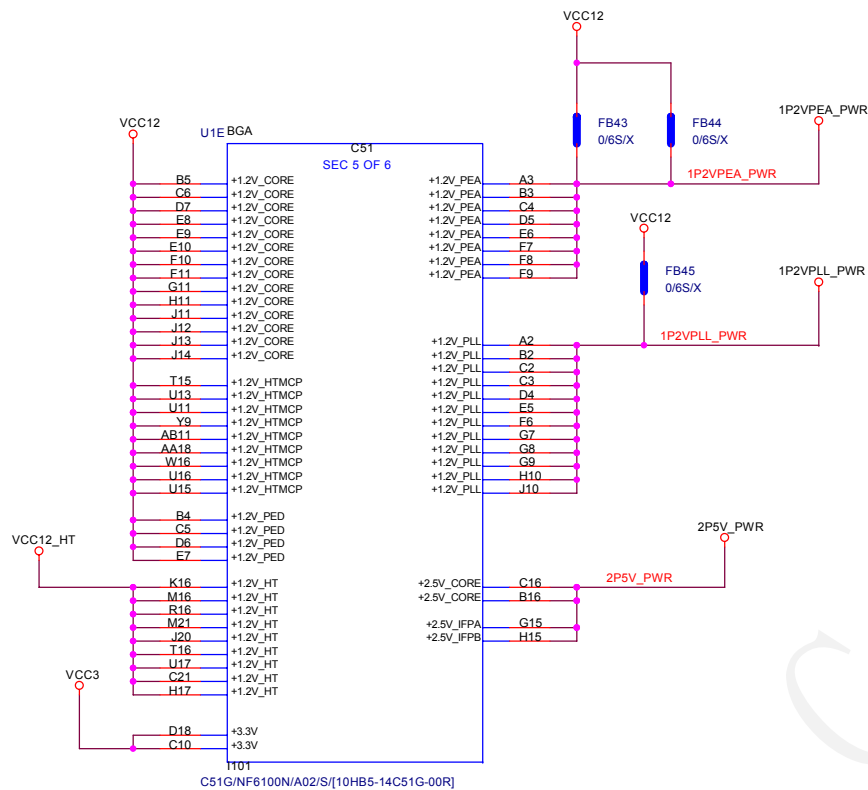 VCC12
FB43
0/6S/X
FB44
0/6S/X
1P2VPEA_PWR
VCC12
U1E BGA
C51
SEC 5 OF 6
B5 +1.2V_CORE
C6 +1.2V_CORE
D7 +1.2V_CORE
E8 +1.2V_CORE
E9 +1.2V_CORE
E10 +1.2V_CORE
F10 +1.2V_CORE
F11 +1.2V_CORE
G11 +1.2V_CORE
H11 +1.2V_CORE
J11 +1.2V_CORE
J12 +1.2V_CORE
J13 +1.2V_CORE
J14 +1.2V_CORE
T15 +1.2V_HTMCP
U13 +1.2V_HTMCP
U11 +1.2V_HTMCP
Y9 +1.2V_HTMCP
AB11 +1.2V_HTMCP
AA18 +1.2V_HTMCP
W16 +1.2V_HTMCP
U16 +1.2V_HTMCP
U15 +1.2V_HTMCP
B4 +1.2V_PED
C5 +1.2V_PED
D6 +1.2V_PED
E7 +1.2V_PED
VCC12_HT
K16 +1.2V_HT
M16 +1.2V_HT
R16 +1.2V_HT
M21 +1.2V_HT
J20 +1.2V_HT
T16 +1.2V_HT
U17 +1.2V_HT
C21 +1.2V_HT
H17 +1.2V_HT
VCC3
D18 +3.3V
C10 +3.3V
+1.2V_PEA A3
+1.2V_PEA B3
+1.2V_PEA C4
+1.2V_PEA D5
+1.2V_PEA E6
+1.2V_PEA F7
+1.2V_PEA F8
+1.2V_PEA F9
1P2VPEA_PWR
VCC12
FB45
0/6S/X
1P2VPLL_PWR
1P2VPLL_PWR
+1.2V_PLL A2
+1.2V_PLL B2
+1.2V_PLL C2
+1.2V_PLL C3
+1.2V_PLL D4
+1.2V_PLL E5
+1.2V_PLL F6
+1.2V_PLL G7
+1.2V_PLL G8
+1.2V_PLL G9
+1.2V_PLL H10
+1.2V_PLL J10
2P5V_PWR
+2.5V_CORE C16
+2.5V_CORE B16
2P5V_PWR
+2.5V_IFPA G15
+2.5V_IFPB H15
I101
C51G/NF6100N/A02/S/[10HB5-14C51G-00R]